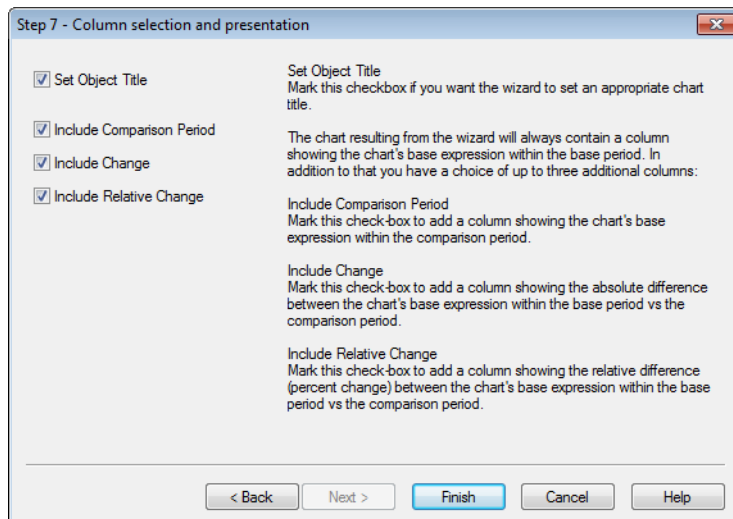 Step 7 - Column selection and presentation
Set Object Title
Include Comparison Period
Include Change
Include Relative Change
Set Object Title
Mark this checkbox if you want the wizard to set an appropriate chart
title.
The chart resulting from the wizard will always contain a column
showing the chart's base expression within the base period. In
addition to that you have a choice of up to three additional columns:
Include Comparison Period
Mark this check-box to add a column showing the chart's base
expression within the comparison period.
Include Change
Mark this check-box to add a column showing the absolute difference
between the chart's base expression within the base period vs the
comparison period.
Include Relative Change
Mark this check-box to add a column showing the relative difference
(percent change) between the chart's base expression within the base
period vs the comparison period.
< Back
Next >
Finish
Cancel
Help